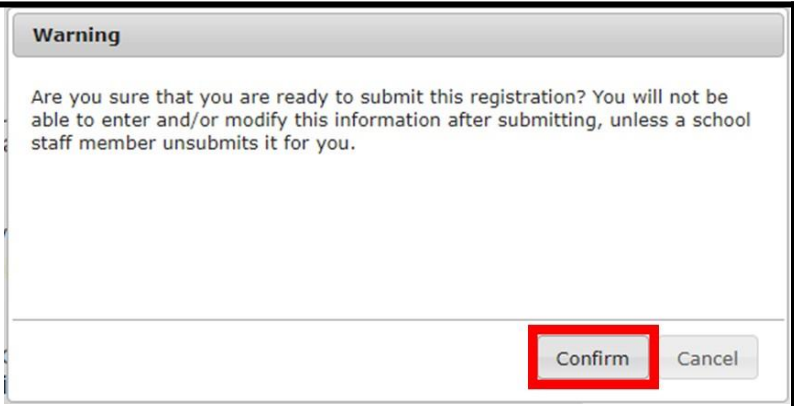 Warning
Are you sure that you are ready to submit this registration? You will not be
able to enter and/or modify this information after submitting, unless a school
staff member unsubmits it for you.
Confirm Cancel